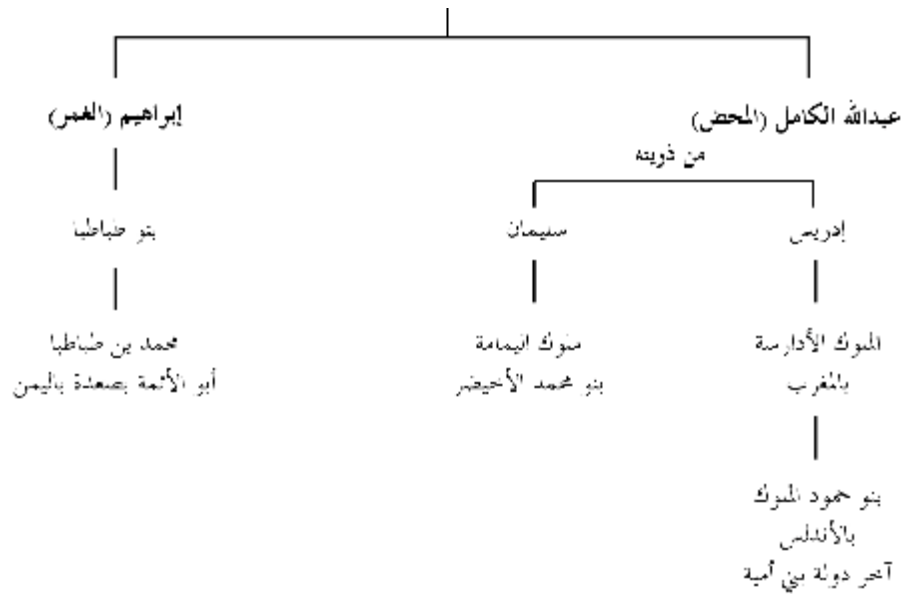 عبدالله الكامل (المحض)
إبراهيم (الغمر)
من ذريته
إدريس
سليمان
بنو طباطبا
الملوك الأدارسة
بالمغرب
ملوك اليمامة
بنو محمد الأخيضر
محمد بن طباطبا
أبو الأئمة بصعدة باليمن
بنو حمود الملوك
بالأندلس
آخر دولة بني أمية